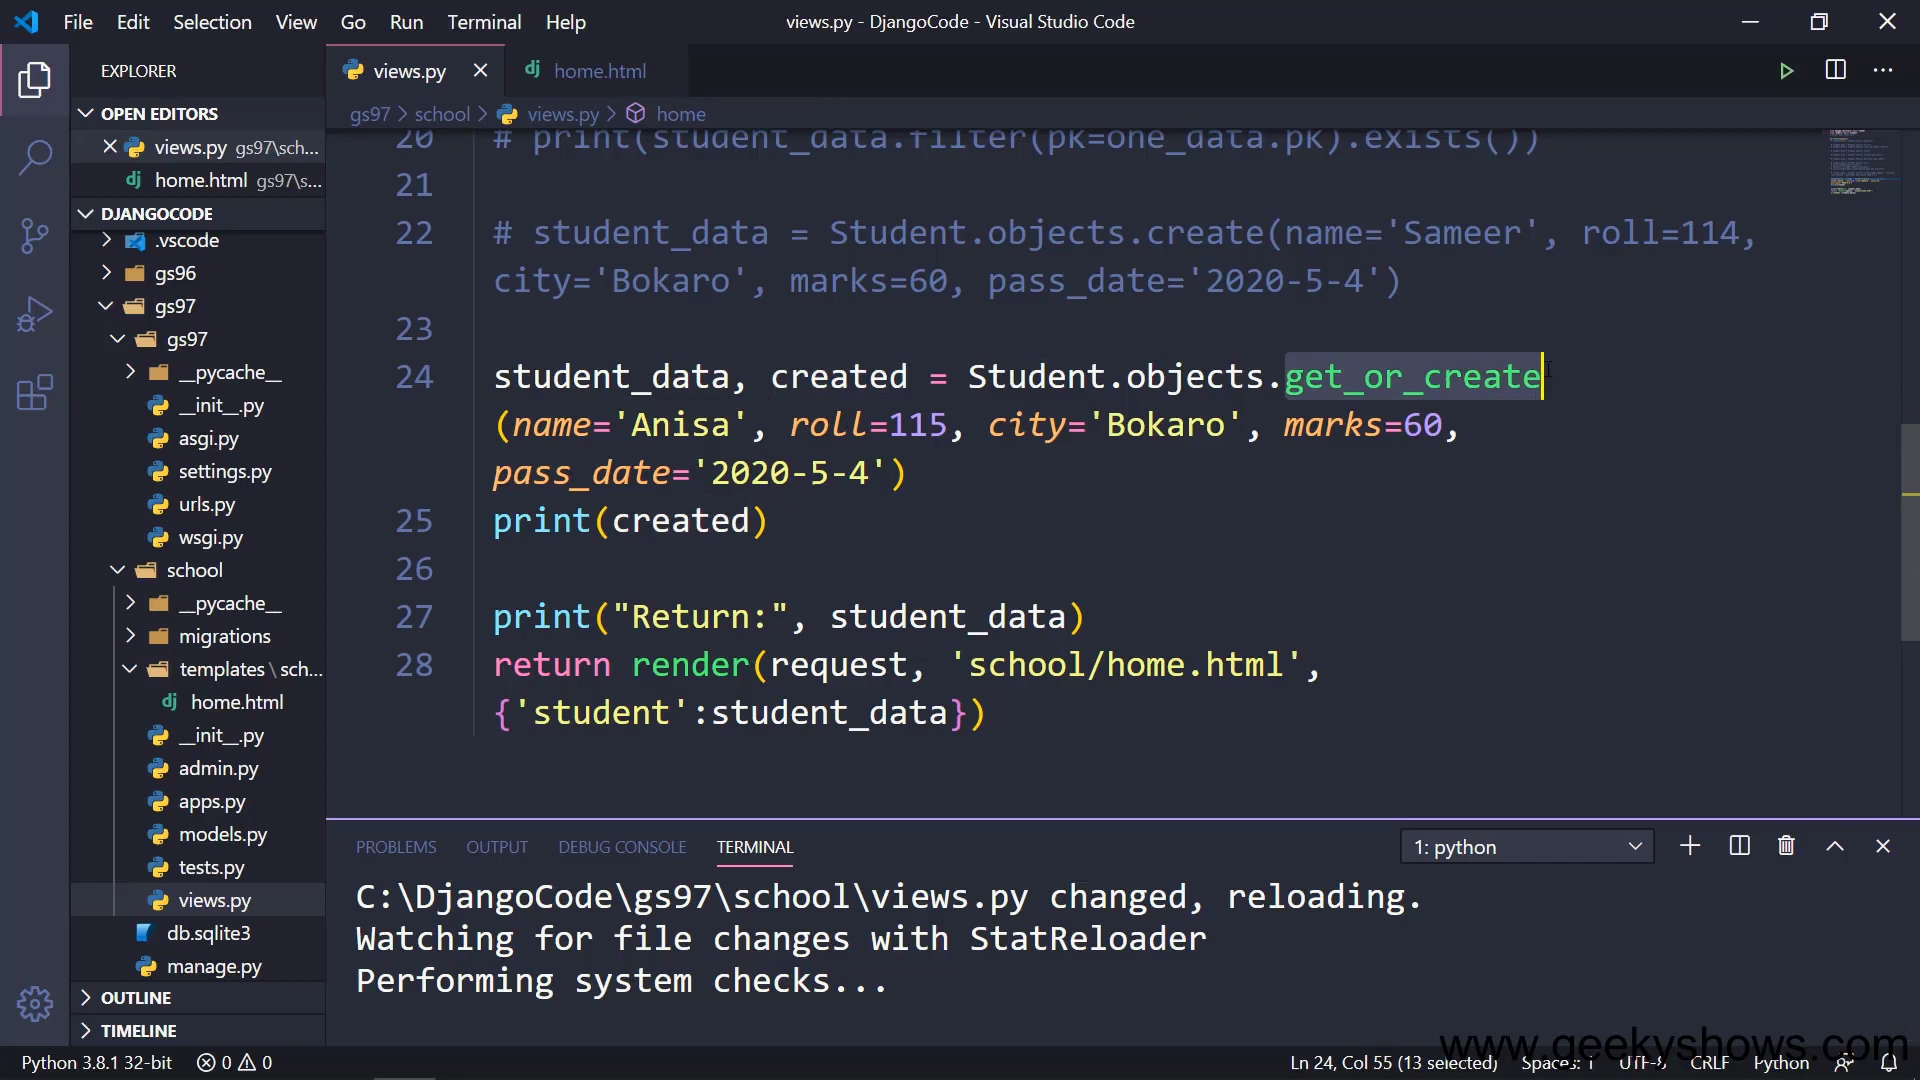 File Edit Selection View Go Run Terminal Help
views.py - DjangoCode - Visual Studio Code
EXPLORER
OPEN EDITORS
views.py gs97\sch...
home.html gs97\s...
DJANGOCODE
.vscode
gs96
gs97
gs97
__pycache__
__init__.py
asgi.py
settings.py
urls.py
wsgi.py
school
__pycache__
migrations
templates \ sch...
home.html
__init__.py
admin.py
apps.py
models.py
tests.py
views.py
db.sqlite3
manage.py
OUTLINE
TIMELINE
views.py
home.html
gs97 > school > views.py > home
20 # print(student_data.filter(pk=one_data.pk).exists())
21
22 # student_data = Student.objects.create(name='Sameer', roll=114,
city='Bokaro', marks=60, pass_date='2020-5-4')
23
24 student_data, created = Student.objects.get_or_create
(name='Anisa', roll=115, city='Bokaro', marks=60,
pass_date='2020-5-4')
25 print(created)
26
27 print("Return:", student_data)
28 return render(request, 'school/home.html',
{'student':student_data})
PROBLEMS OUTPUT DEBUG CONSOLE TERMINAL
1: python
C:\DjangoCode\gs97\school\views.py changed, reloading.
Watching for file changes with StatReloader
Performing system checks...
www.geekyshows.com
Python 3.8.1 32-bit 0 0
Ln 24, Col 55 (13 selected) Spaces: 1 UTF-8 CRLF Python